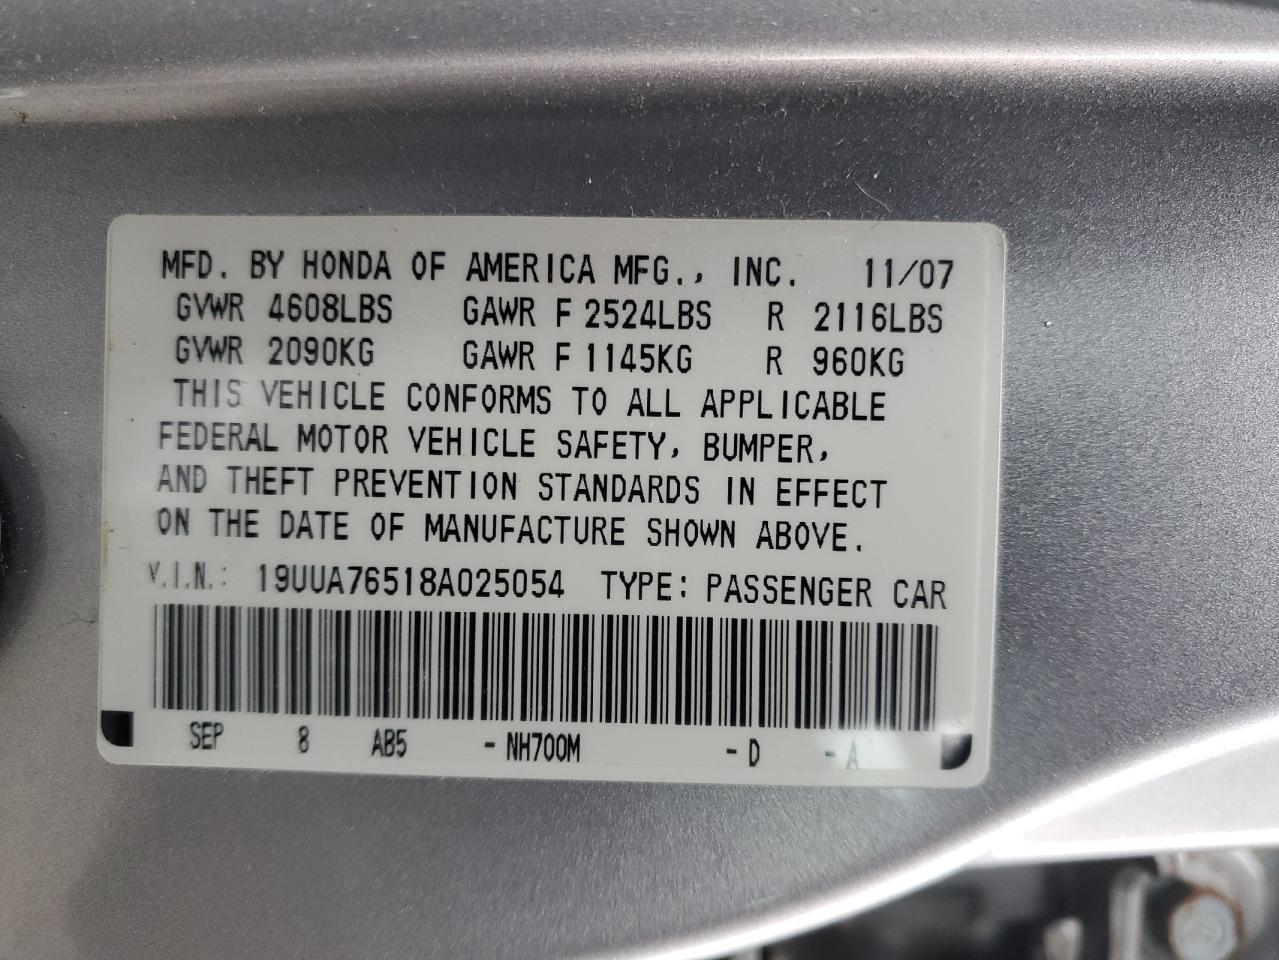 MFD. BY HONDA OF AMERICA MFG., INC. 11/07
GVWR 4608LBS GAWR F 2524LBS R 2116LBS
GVWR 2090KG GAWR F 1145KG R 960KG
THIS VEHICLE CONFORMS TO ALL APPLICABLE
FEDERAL MOTOR VEHICLE SAFETY, BUMPER,
AND THEFT PREVENTION STANDARDS IN EFFECT
ON THE DATE OF MANUFACTURE SHOWN ABOVE.
V.I.N.: 19UUA76518A025054 TYPE: PASSENGER CAR
SEP 8 AB5 - NH700M - D - A